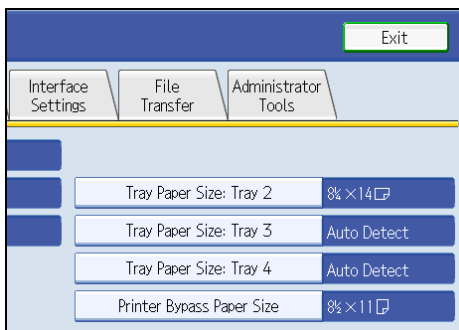 Exit
Interface
Settings
File
Transfer
Administrator
Tools
Tray Paper Size: Tray 2
8½×14
Tray Paper Size: Tray 3
Auto Detect
Tray Paper Size: Tray 4
Auto Detect
Printer Bypass Paper Size
8½×11